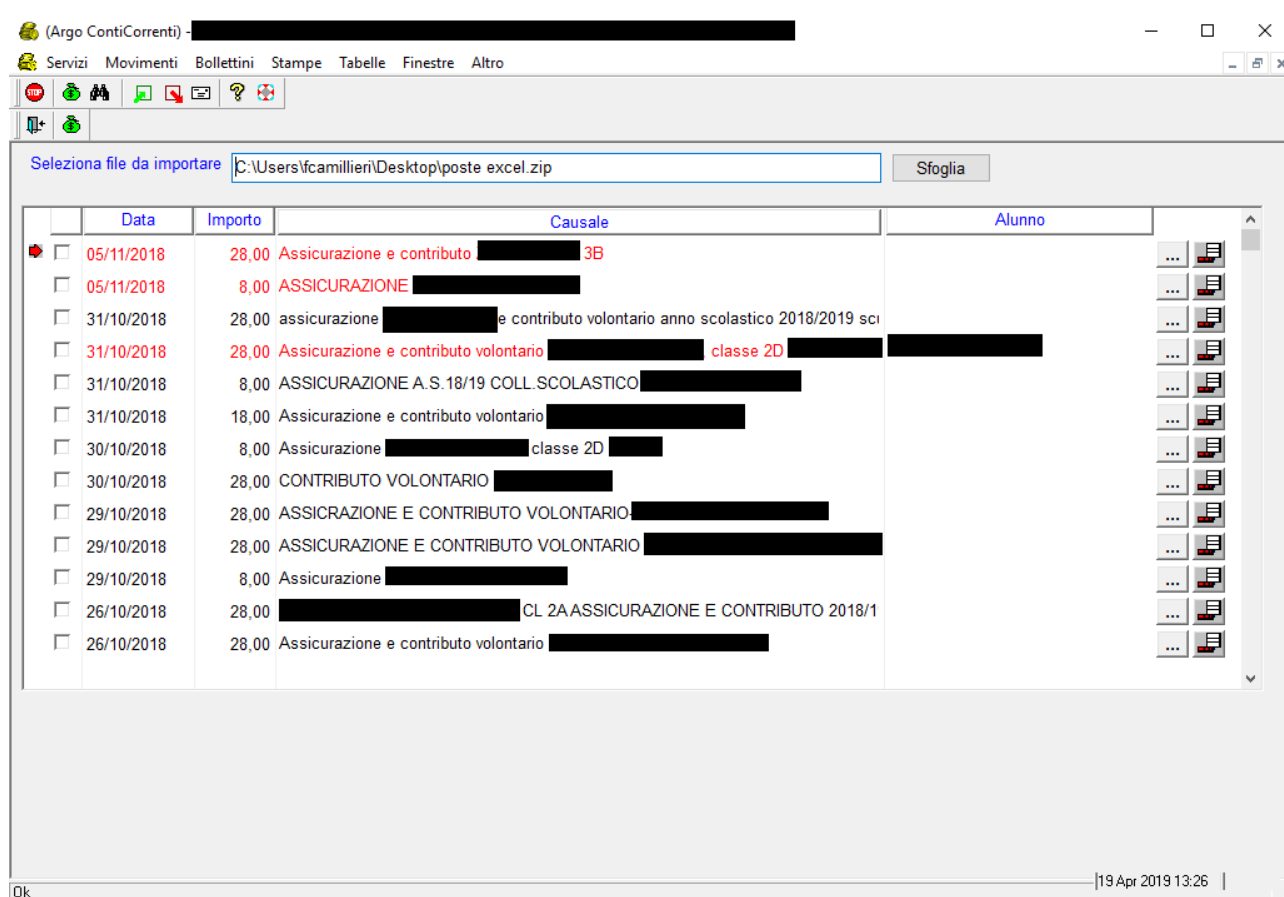 (Argo ContiCorrenti) -
Servizi Movimenti Bollettini Stampe Tabelle Finestre Altro
STOP
Seleziona file da importare C:\Users\fcamillieri\Desktop\poste excel.zip Sfoglia
Data Importo Causale Alunno
05/11/2018 28,00 Assicurazione e contributo 3B ...
05/11/2018 8,00 ASSICURAZIONE ...
31/10/2018 28,00 assicurazione e contributo volontario anno scolastico 2018/2019 ...
31/10/2018 28,00 Assicurazione e contributo volontario classe 2D ...
31/10/2018 8,00 ASSICURAZIONE A.S.18/19 COLL.SCOLASTICO ...
31/10/2018 18,00 Assicurazione e contributo volontario ...
30/10/2018 8,00 Assicurazione classe 2D ...
30/10/2018 28,00 CONTRIBUTO VOLONTARIO ...
29/10/2018 28,00 ASSICRAZIONE E CONTRIBUTO VOLONTARIO- ...
29/10/2018 28,00 ASSICURAZIONE E CONTRIBUTO VOLONTARIO ...
29/10/2018 8,00 Assicurazione ...
26/10/2018 28,00 CL 2A ASSICURAZIONE E CONTRIBUTO 2018/1 ...
26/10/2018 28,00 Assicurazione e contributo volontario ...
19 Apr 2019 13:26
Ok